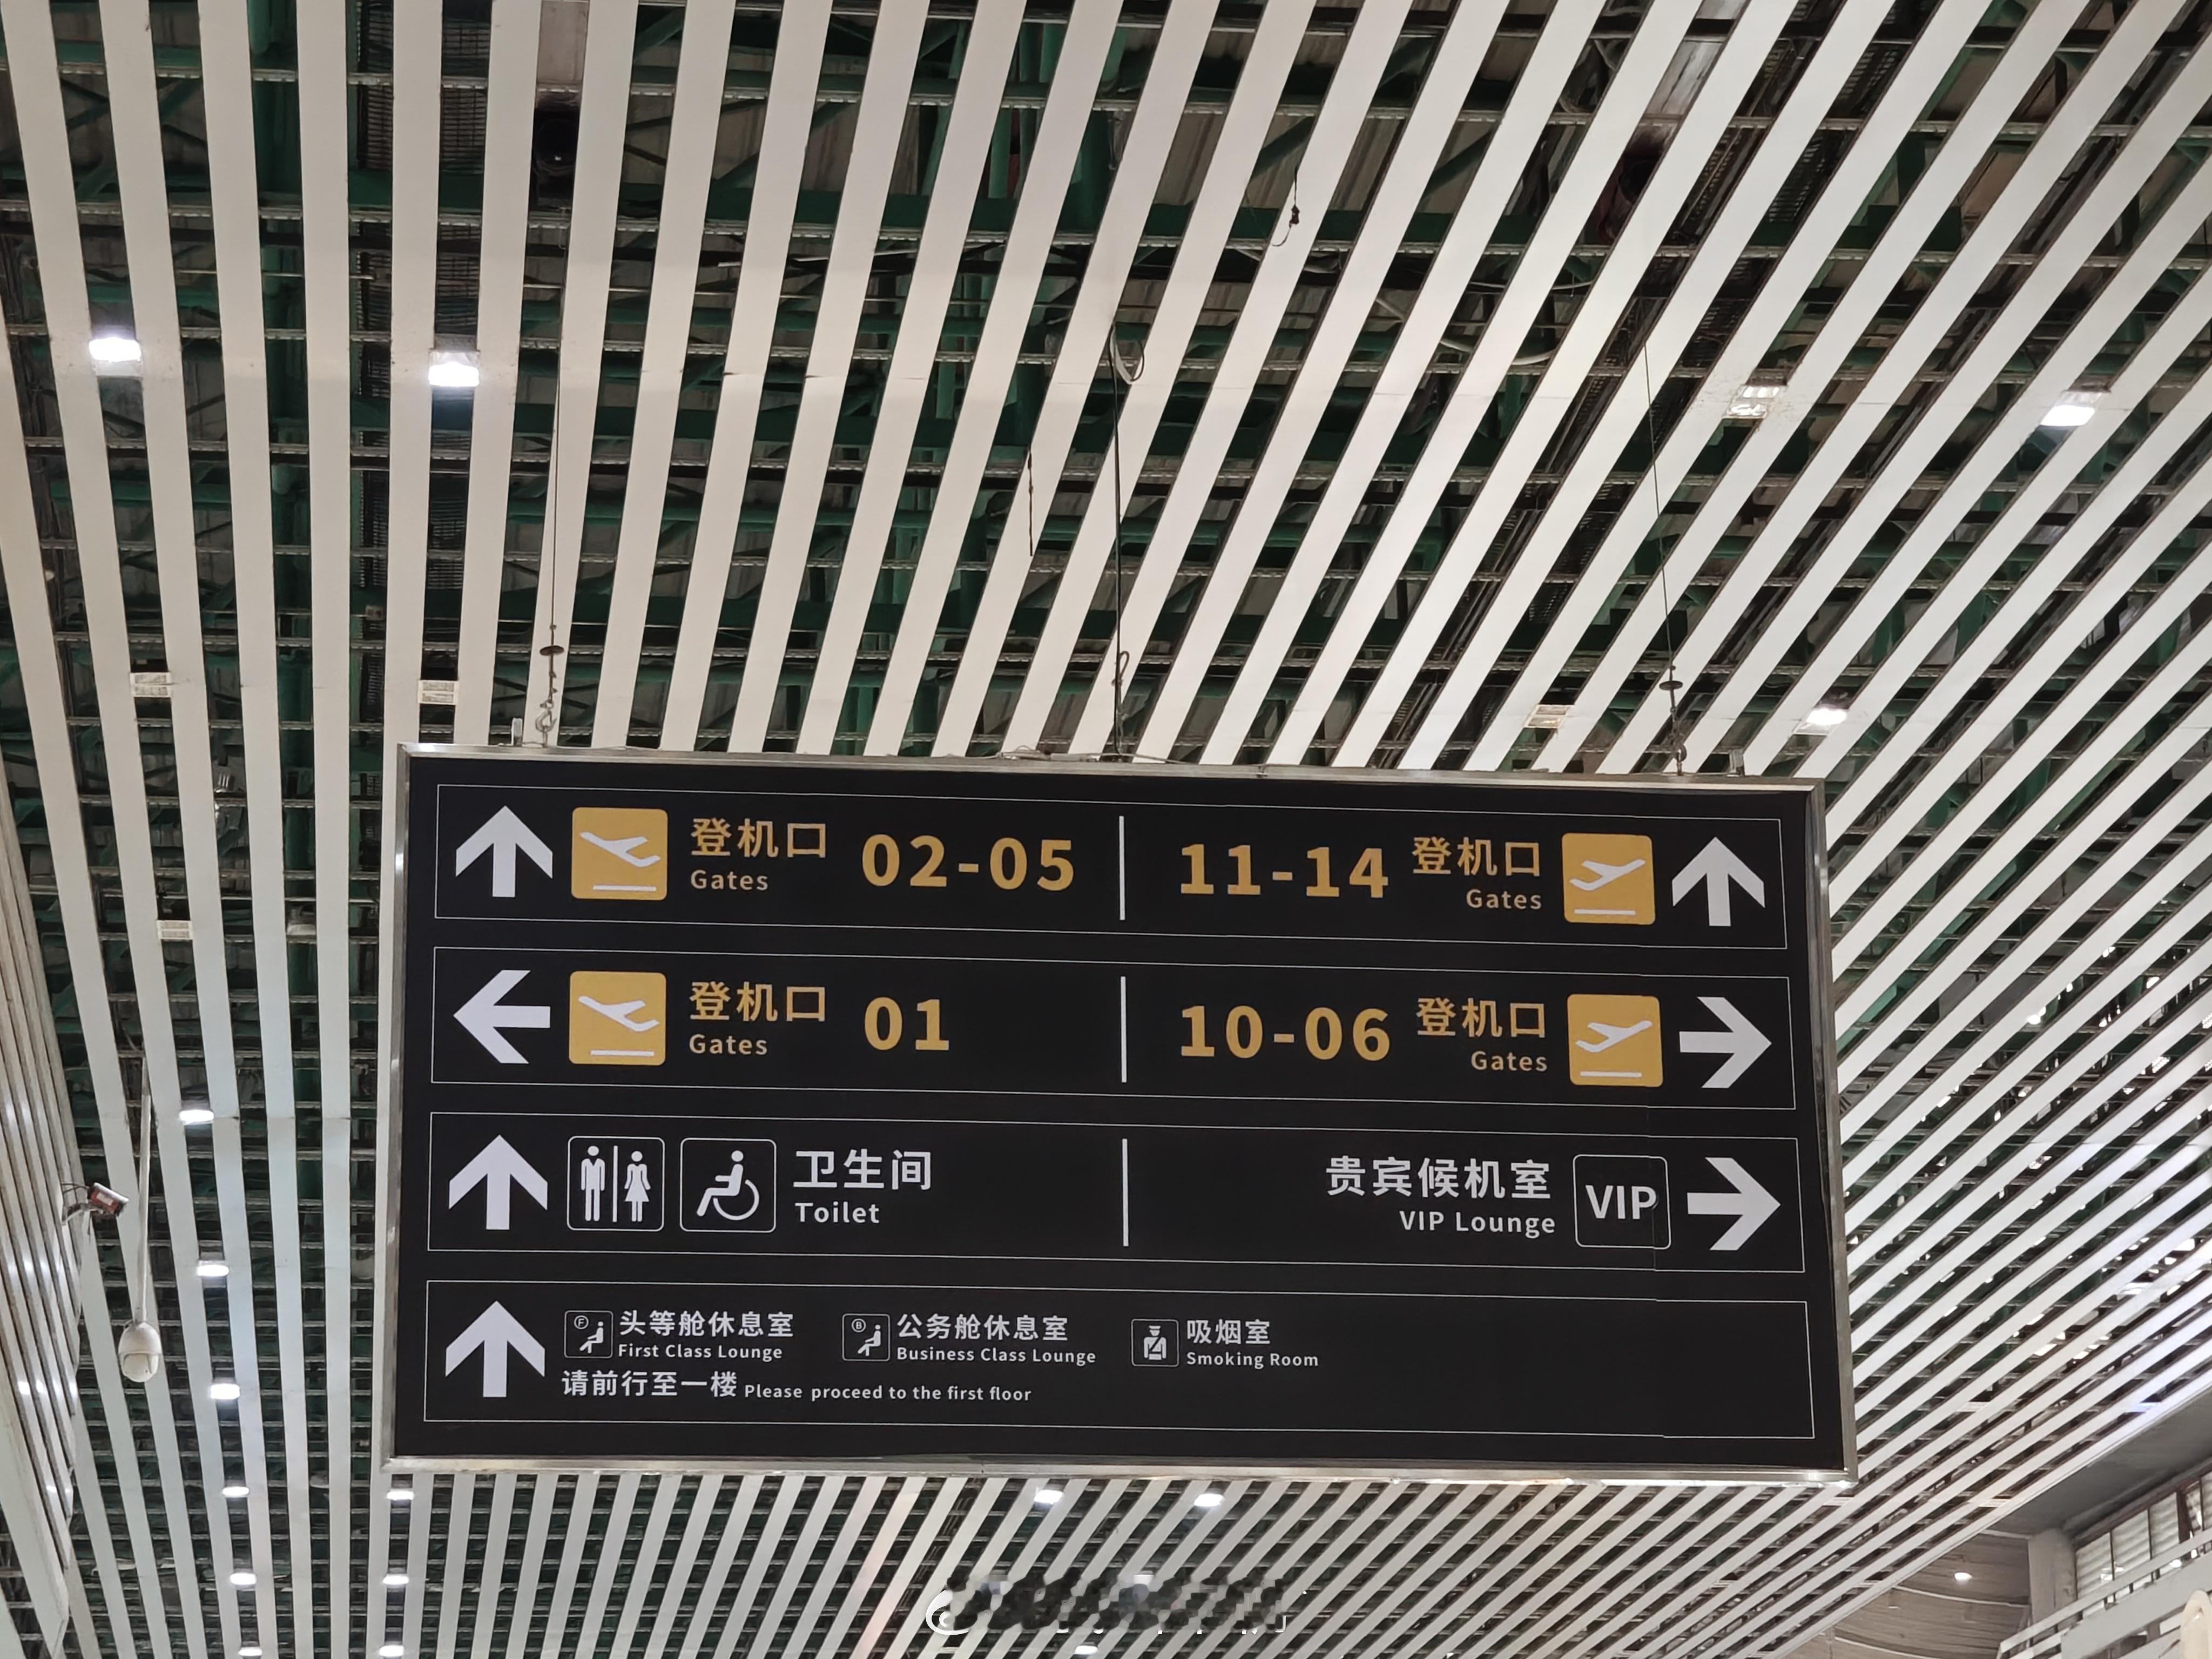 登机口 02-05
Gates
11-14 登机口
Gates
登机口 01
Gates
10-06 登机口
Gates
卫生间
Toilet
贵宾候机室 VIP
VIP Lounge
F 头等舱休息室
First Class Lounge
B 公务舱休息室
Business Class Lounge
吸烟室
Smoking Room
请前行至一楼 Please proceed to the first floor